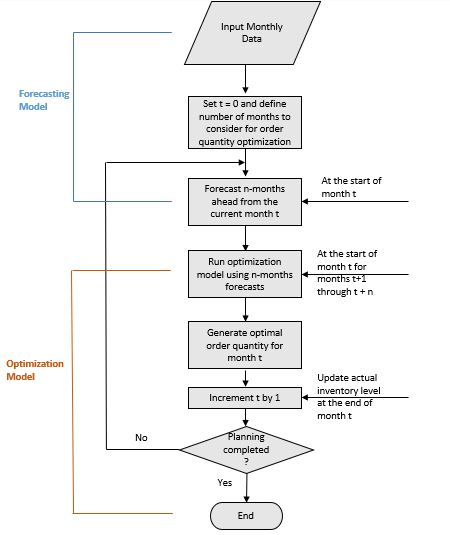 Input Monthly
Data
Forecasting
Model
Set t = 0 and define
number of months to
consider for order
quantity optimization
Forecast n-months
ahead from the
current month t
At the start of
month t
Run optimization
model using n-months
forecasts
At the start of
month t for
months t+1
through t + n
Generate optimal
order quantity for
month t
Optimization
Model
Increment t by 1
Update actual
inventory level
at the end of
month t
No
Planning
completed
?
Yes
End